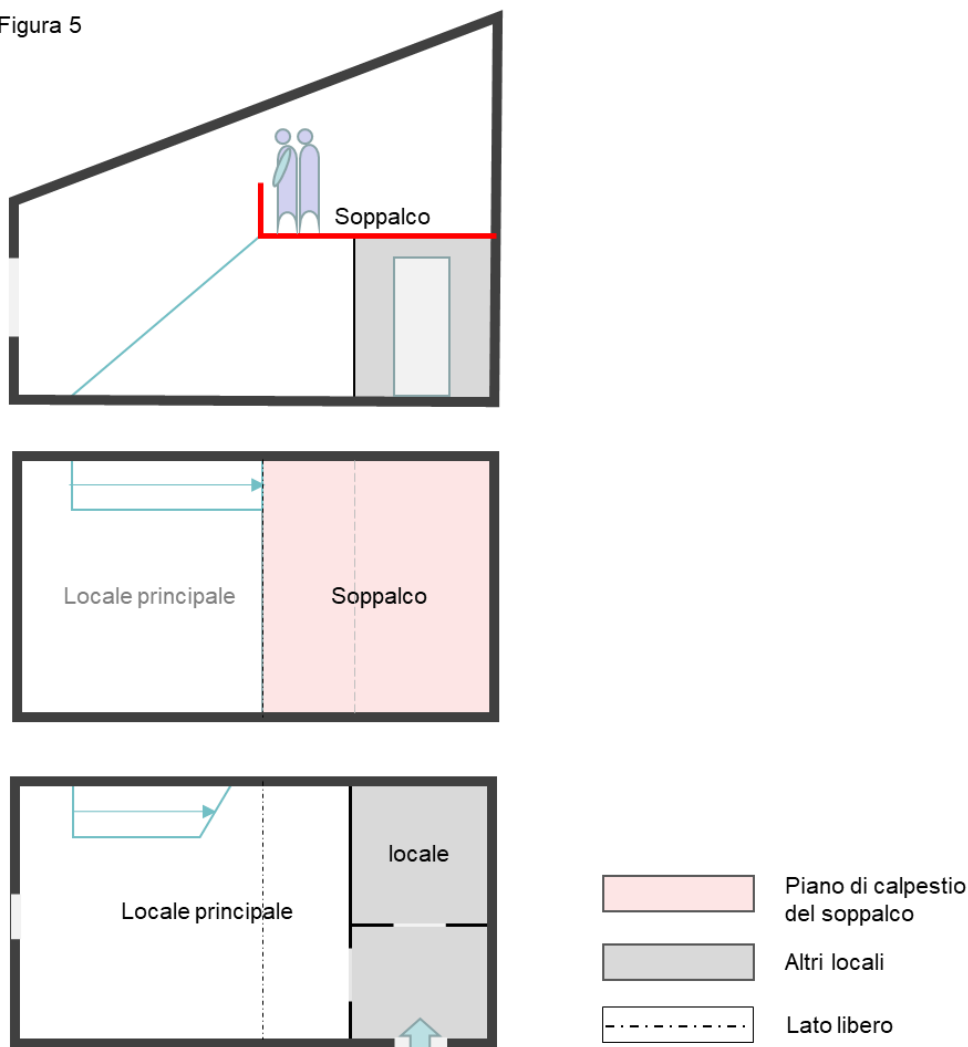 Figura 5
Soppalco
Locale principale
Soppalco
locale
Locale principale
Piano di calpestio
del soppalco
Altri locali
Lato libero